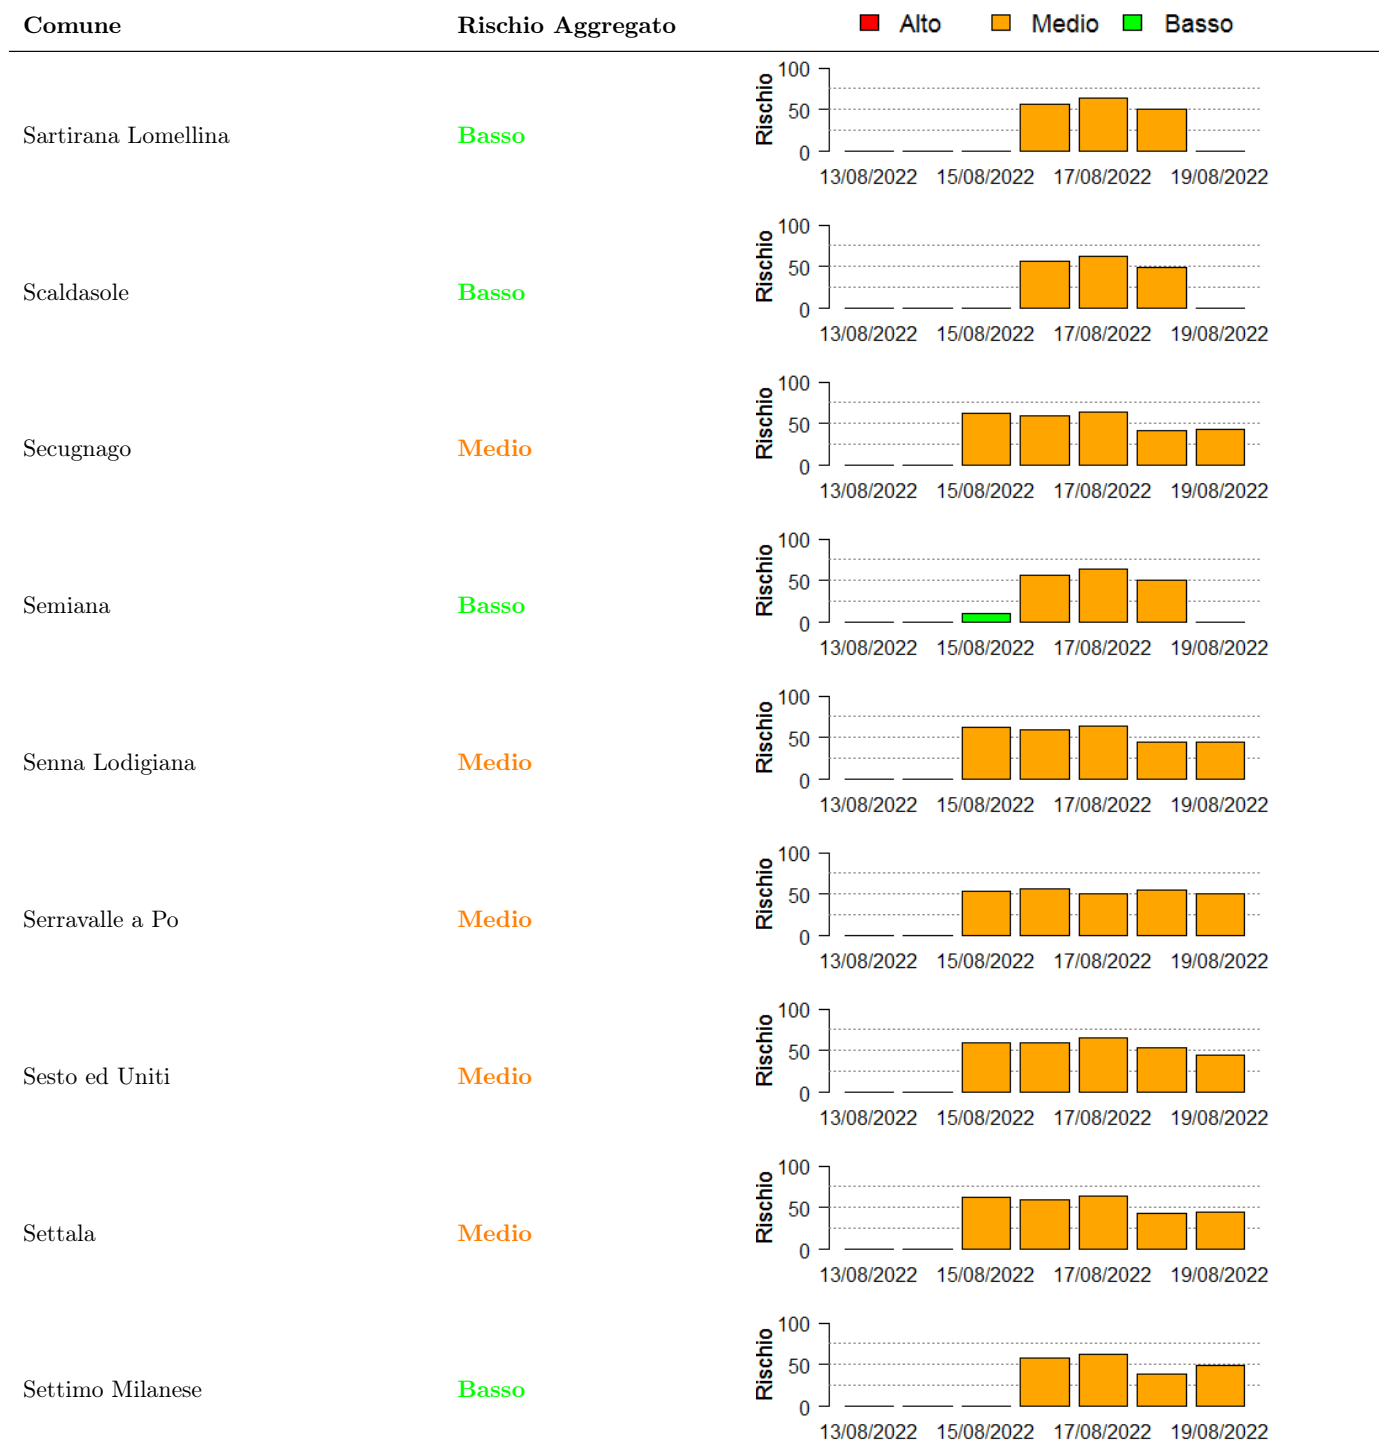 Comune Rischio Aggregato Alto Medio Basso
Sartirana Lomellina Basso
Rischio
100
50
0
13/08/2022 15/08/2022 17/08/2022 19/08/2022
Scaldasole Basso
Rischio
100
50
0
13/08/2022 15/08/2022 17/08/2022 19/08/2022
Secugnago Medio
Rischio
100
50
0
13/08/2022 15/08/2022 17/08/2022 19/08/2022
Semiana Basso
Rischio
100
50
0
13/08/2022 15/08/2022 17/08/2022 19/08/2022
Senna Lodigiana Medio
Rischio
100
50
0
13/08/2022 15/08/2022 17/08/2022 19/08/2022
Serravalle a Po Medio
Rischio
100
50
0
13/08/2022 15/08/2022 17/08/2022 19/08/2022
Sesto ed Uniti Medio
Rischio
100
50
0
13/08/2022 15/08/2022 17/08/2022 19/08/2022
Settala Medio
Rischio
100
50
0
13/08/2022 15/08/2022 17/08/2022 19/08/2022
Settimo Milanese Basso
Rischio
100
50
0
13/08/2022 15/08/2022 17/08/2022 19/08/2022